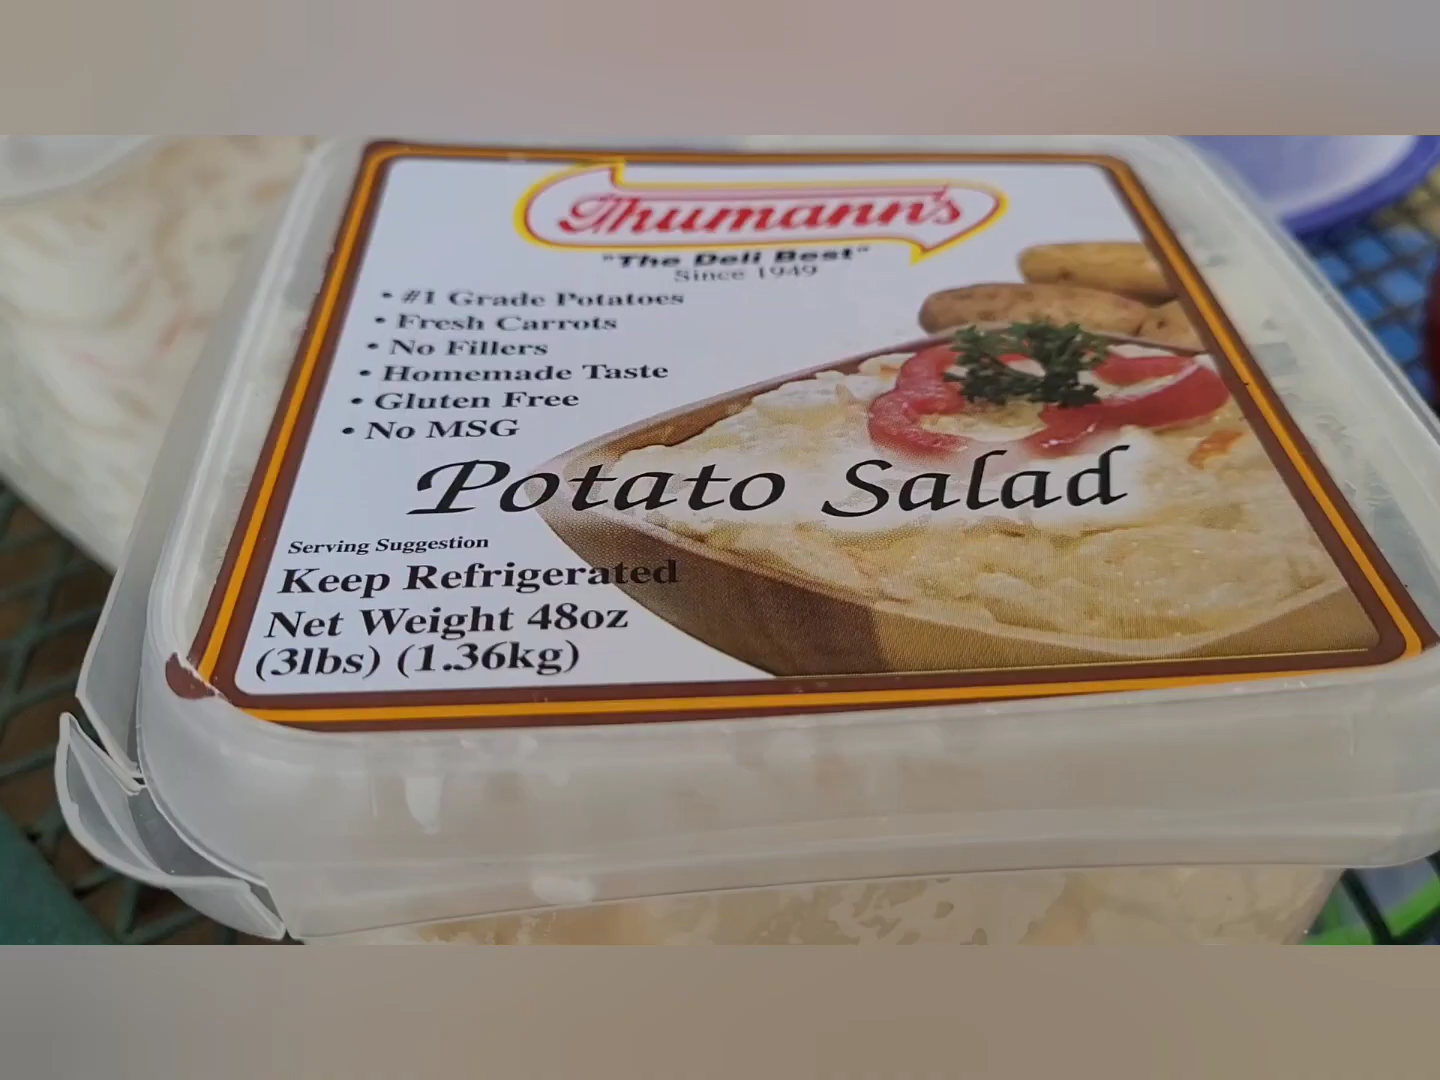 Thumann's
"The Deli Best"
Since 1949
• #1 Grade Potatoes
• Fresh Carrots
• No Fillers
• Homemade Taste
• Gluten Free
• No MSG
Potato Salad
Serving Suggestion
Keep Refrigerated
Net Weight 48oz
(3lbs) (1.36kg)